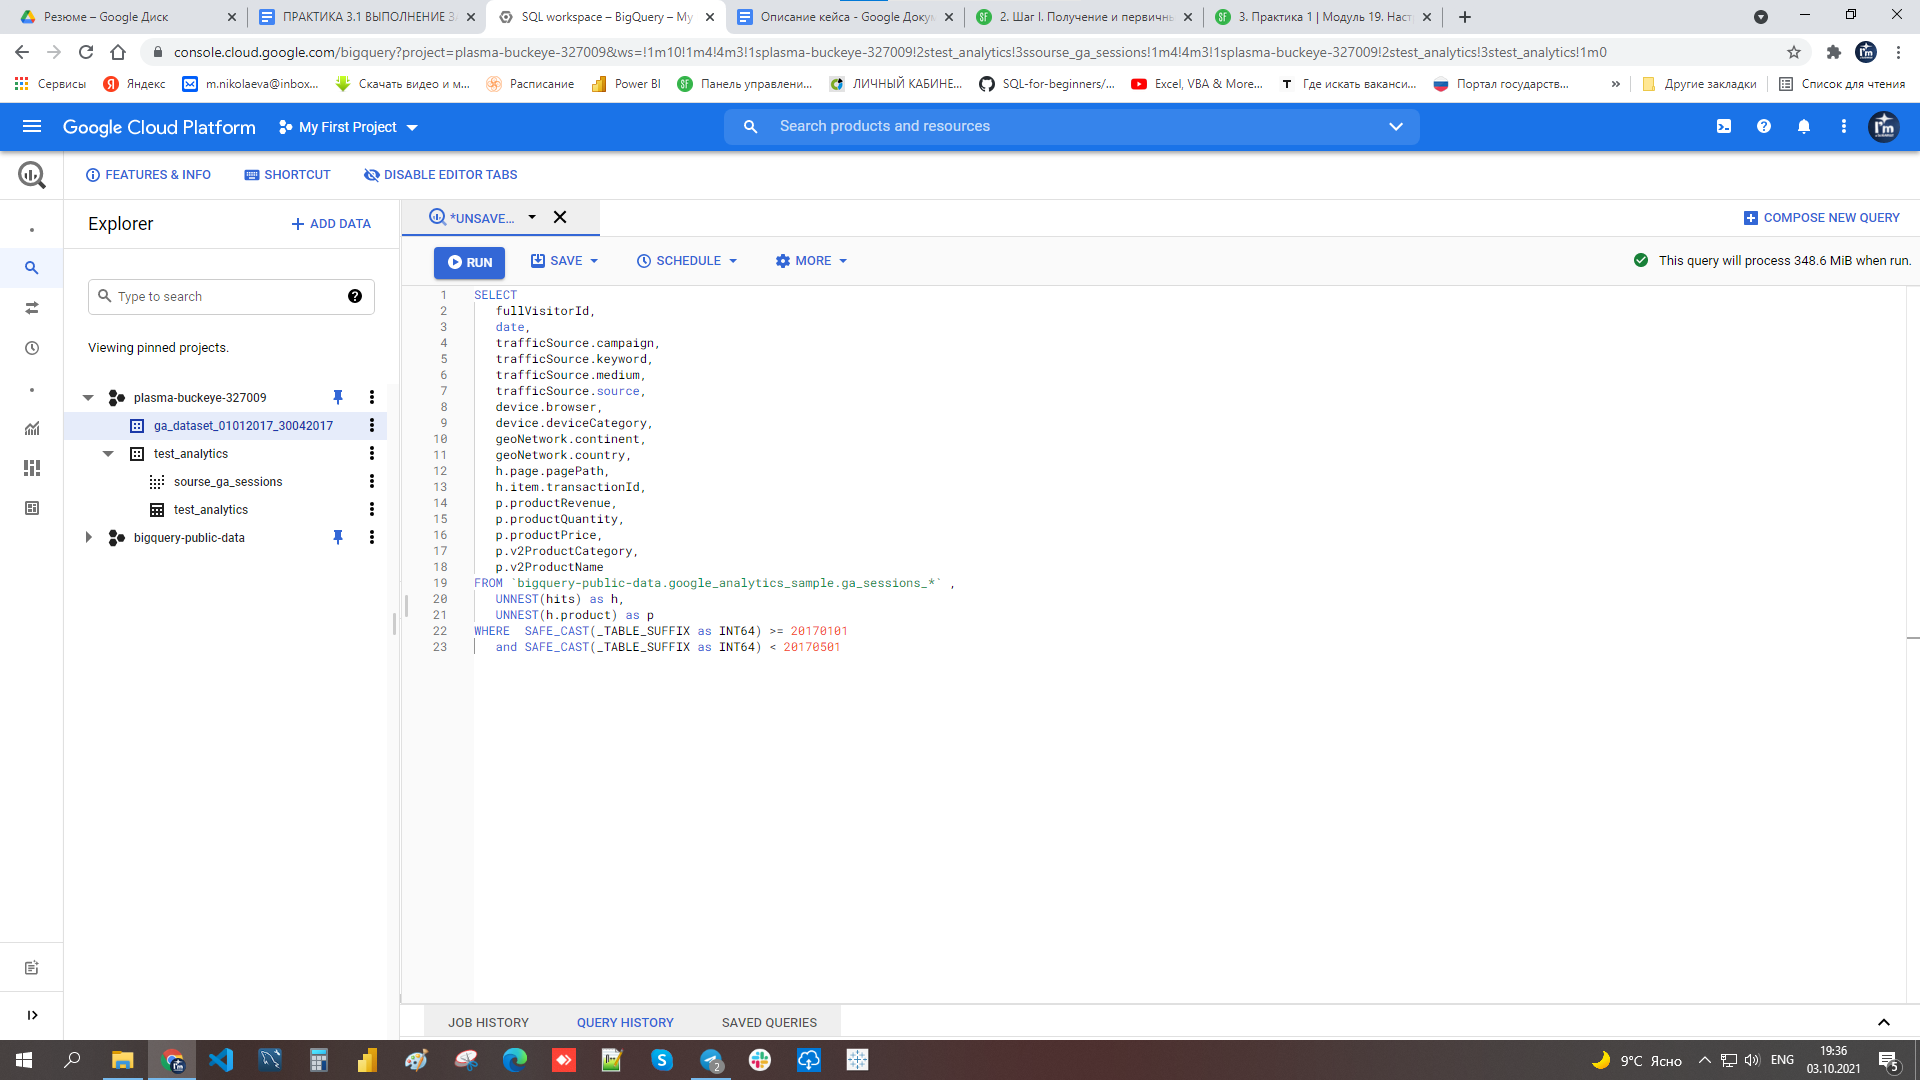 Резюме – Google Диск
ПРАКТИКА 3.1 ВЫПОЛНЕНИЕ З
SQL workspace – BigQuery – My
Описание кейса - Google Докум
2. Шаг I. Получение и первичн
3. Практика 1 | Модуль 19. Наст
console.cloud.google.com/bigquery?project=plasma-buckeye-327009&ws=!1m10!1m4!4m3!1splasma-buckeye-327009!2stest_analytics!3ssourse_ga_sessions!1m4!4m3!1splasma-buckeye-327009!2stest_analytics!3stest_analytics!1m0
Сервисы
Яндекс
m.nikolaeva@inbox...
Скачать видео и м...
Расписание
Power BI
Панель управлени...
ЛИЧНЫЙ КАБИНЕ...
SQL-for-beginners/...
Excel, VBA & More...
Где искать ваканси...
Портал государств...
»
Другие закладки
Список для чтения
Google Cloud Platform
My First Project
Search products and resources
FEATURES & INFO
SHORTCUT
DISABLE EDITOR TABS
Explorer
+ ADD DATA
*UNSAVE...
COMPOSE NEW QUERY
RUN
SAVE
SCHEDULE
MORE
This query will process 348.6 MiB when run.
Type to search
Viewing pinned projects.
plasma-buckeye-327009
ga_dataset_01012017_30042017
test_analytics
sourse_ga_sessions
test_analytics
bigquery-public-data
1 SELECT
2 fullVisitorId,
3 date,
4 trafficSource.campaign,
5 trafficSource.keyword,
6 trafficSource.medium,
7 trafficSource.source,
8 device.browser,
9 device.deviceCategory,
10 geoNetwork.continent,
11 geoNetwork.country,
12 h.page.pagePath,
13 h.item.transactionId,
14 p.productRevenue,
15 p.productQuantity,
16 p.productPrice,
17 p.v2ProductCategory,
18 p.v2ProductName
19 FROM `bigquery-public-data.google_analytics_sample.ga_sessions_*` ,
20 UNNEST(hits) as h,
21 UNNEST(h.product) as p
22 WHERE SAFE_CAST(_TABLE_SUFFIX as INT64) >= 20170101
23 and SAFE_CAST(_TABLE_SUFFIX as INT64) < 20170501
JOB HISTORY
QUERY HISTORY
SAVED QUERIES
2
9°C Ясно
ENG
19:36
03.10.2021
5